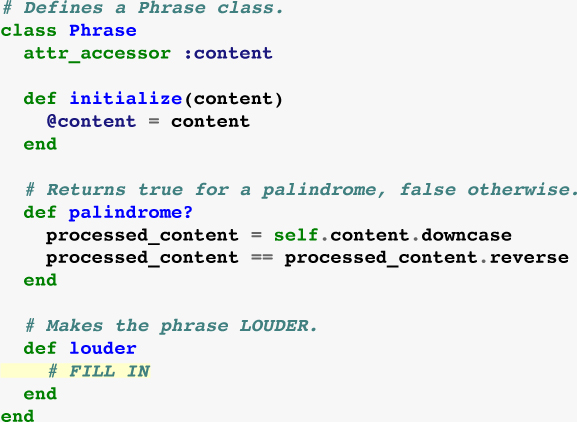 # Defines a Phrase class.
class Phrase
  attr_accessor :content

  def initialize(content)
    @content = content
  end

  # Returns true for a palindrome, false otherwise.
  def palindrome?
    processed_content = self.content.downcase
    processed_content == processed_content.reverse
  end

  # Makes the phrase LOUDER.
  def louder
    # FILL IN
  end
end